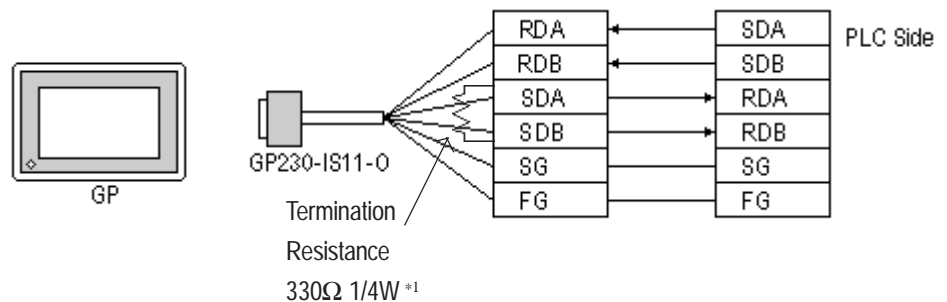 RDA SDA PLC Side
RDB SDB
SDA RDA
SDB RDB
SG SG
FG FG
GP230-IS11-O
GP
Termination
Resistance
330Ω 1/4W *1